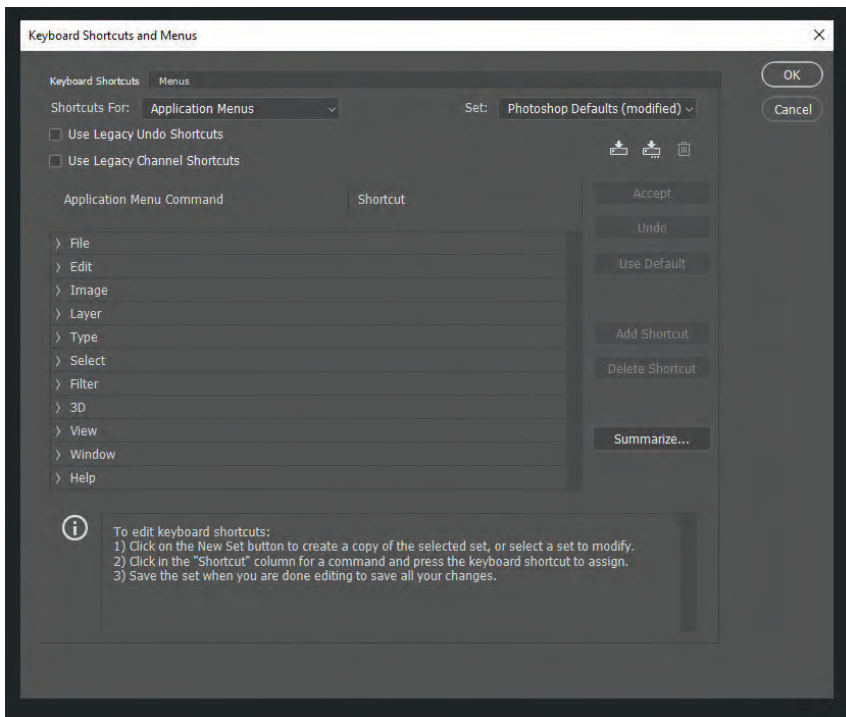 Keyboard Shortcuts and Menus
Keyboard Shortcuts Menus
OK
Shortcuts For: Application Menus Set: Photoshop Defaults (modified)
Cancel
Use Legacy Undo Shortcuts
Use Legacy Channel Shortcuts
Application Menu Command Shortcut
Accept
Undo
Use Default
Add Shortcut
Delete Shortcut
Summarize...
File
Edit
Image
Layer
Type
Select
Filter
3D
View
Window
Help
To edit keyboard shortcuts:
1) Click on the New Set button to create a copy of the selected set, or select a set to modify.
2) Click in the "Shortcut" column for a command and press the keyboard shortcut to assign.
3) Save the set when you are done editing to save all your changes.